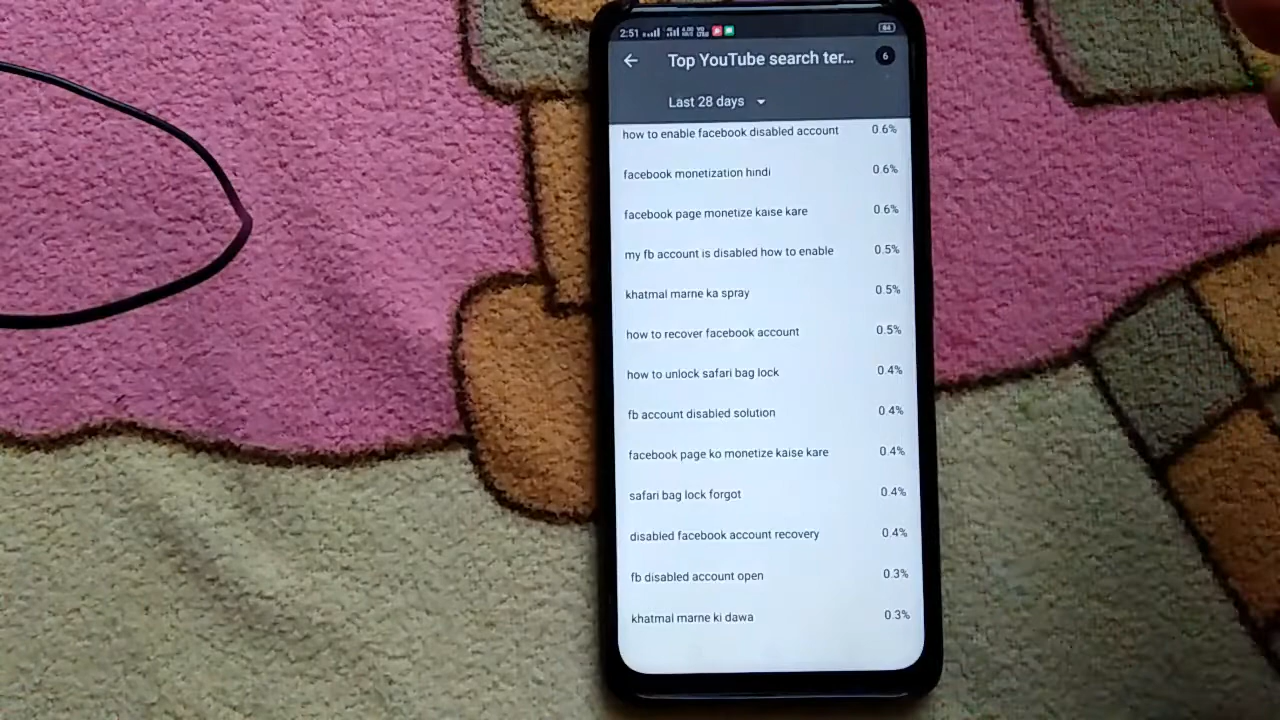 2:51
84
Top YouTube search ter...
6
Last 28 days
how to enable facebook disabled account 0.6%
facebook monetization hindi 0.6%
facebook page monetize kaise kare 0.6%
my fb account is disabled how to enable 0.5%
khatmal marne ka spray 0.5%
how to recover facebook account 0.5%
how to unlock safari bag lock 0.4%
fb account disabled solution 0.4%
facebook page ko monetize kaise kare 0.4%
safari bag lock forgot 0.4%
disabled facebook account recovery 0.4%
fb disabled account open 0.3%
khatmal marne ki dawa 0.3%